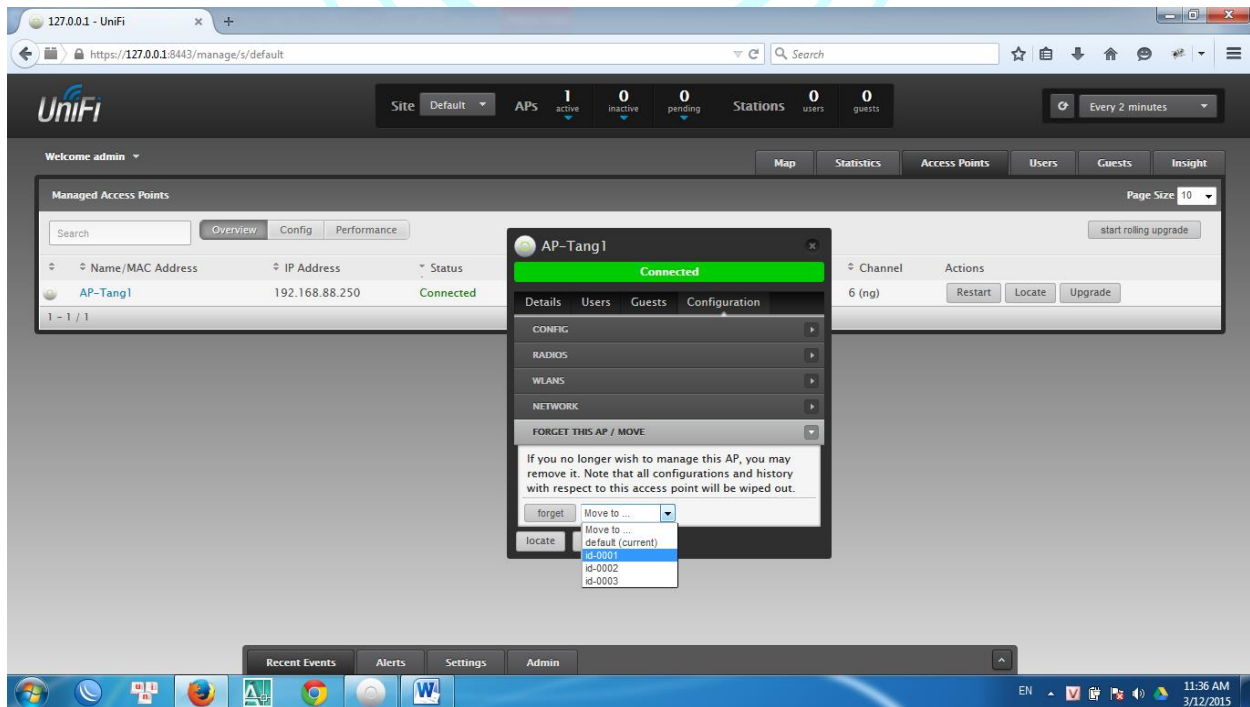 127.0.0.1 - UniFi
https://127.0.0.1:8443/manage/s/default
Search
UniFi
Site Default APs 1 active 0 inactive 0 pending Stations 0 users 0 guests
Every 2 minutes
Welcome admin
Map Statistics Access Points Users Guests Insight
Managed Access Points
Page Size 10
Search
Overview Config Performance
start rolling upgrade
Name/MAC Address IP Address Status Channel Actions
AP-Tang1 192.168.88.250 Connected 6 (ng) Restart Locate Upgrade
1 - 1 / 1
AP-Tang1
Connected
Details Users Guests Configuration
CONFIG
RADIOS
WLANS
NETWORK
FORGET THIS AP / MOVE
If you no longer wish to manage this AP, you may
remove it. Note that all configurations and history
with respect to this access point will be wiped out.
forget Move to ...
Move to ...
default (current)
id-0001
id-0002
id-0003
locate
Recent Events Alerts Settings Admin
EN
11:36 AM
3/12/2015